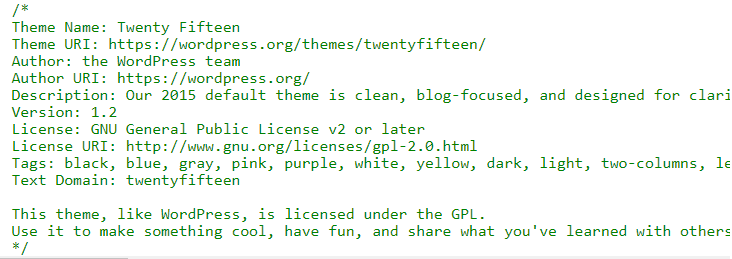 /*
Theme Name: Twenty Fifteen
Theme URI: https://wordpress.org/themes/twentyfifteen/
Author: the WordPress team
Author URI: https://wordpress.org/
Description: Our 2015 default theme is clean, blog-focused, and designed for clari
Version: 1.2
License: GNU General Public License v2 or later
License URI: http://www.gnu.org/licenses/gpl-2.0.html
Tags: black, blue, gray, pink, purple, white, yellow, dark, light, two-columns, le
Text Domain: twentyfifteen
This theme, like WordPress, is licensed under the GPL.
Use it to make something cool, have fun, and share what you've learned with others
*/